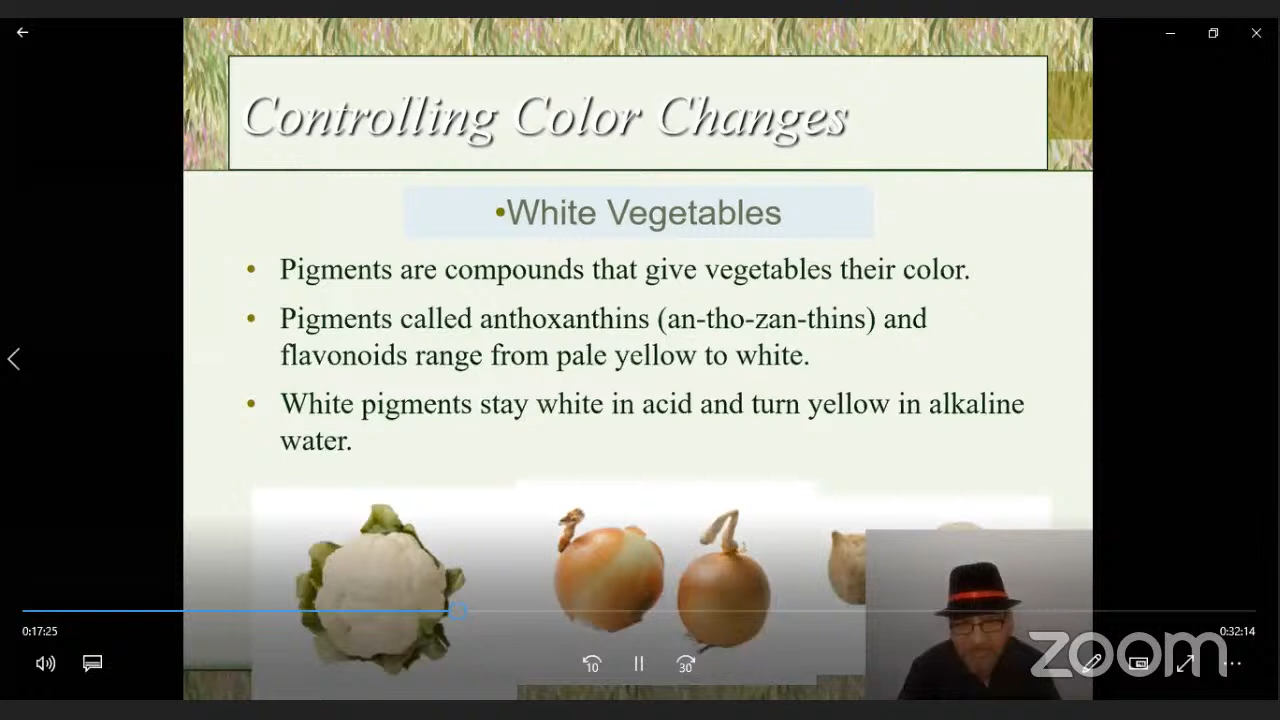 Controlling Color Changes
•White Vegetables
• Pigments are compounds that give vegetables their color.
• Pigments called anthoxanthins (an-tho-zan-thins) and
flavonoids range from pale yellow to white.
• White pigments stay white in acid and turn yellow in alkaline
water.
0:17:25
0:32:14
10
30
zoom